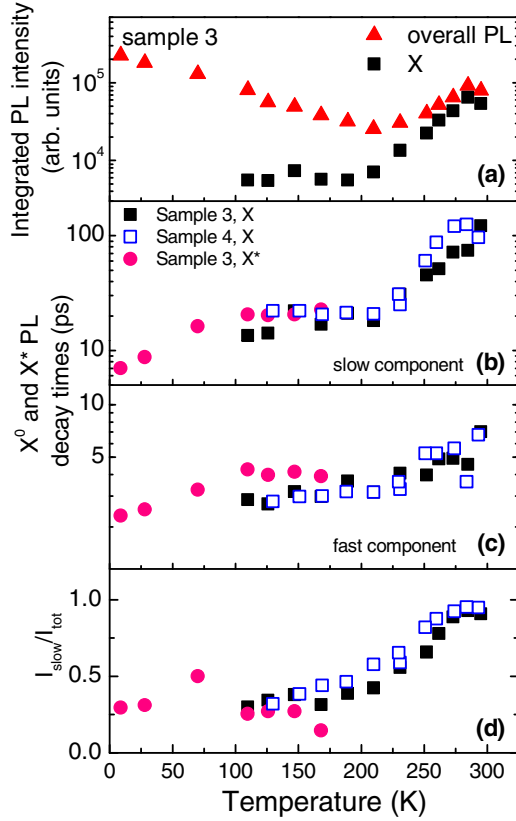 sample 3
overall PL
X
Integrated PL intensity
(arb. units)
10^5
10^4
(a)
Sample 3, X
Sample 4, X
Sample 3, X*
100
10
slow component
(b)
X^0 and X* PL
decay times (ps)
10
5
fast component
(c)
I_slow/I_tot
1.0
0.5
0.0
(d)
0 50 100 150 200 250 300
Temperature (K)